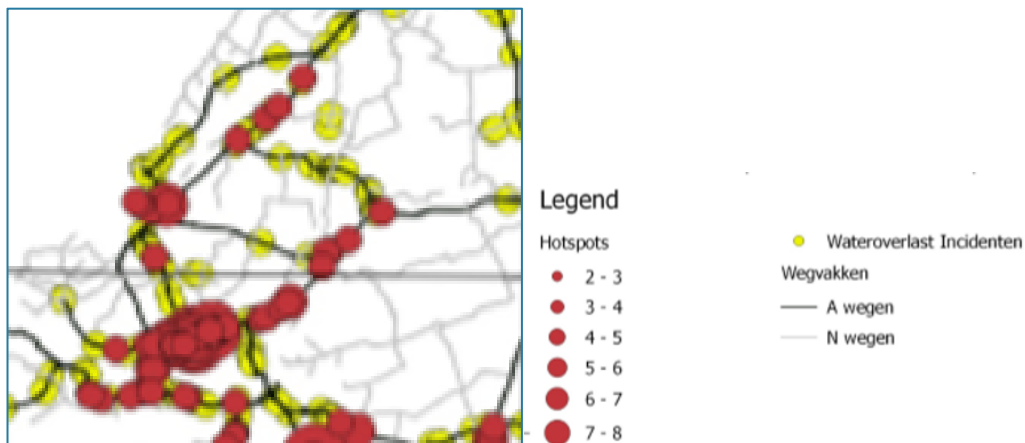 Legend
Hotspots
2 - 3
3 - 4
4 - 5
5 - 6
6 - 7
7 - 8
Wateroverlast Incidenten
Wegvakken
A wegen
N wegen